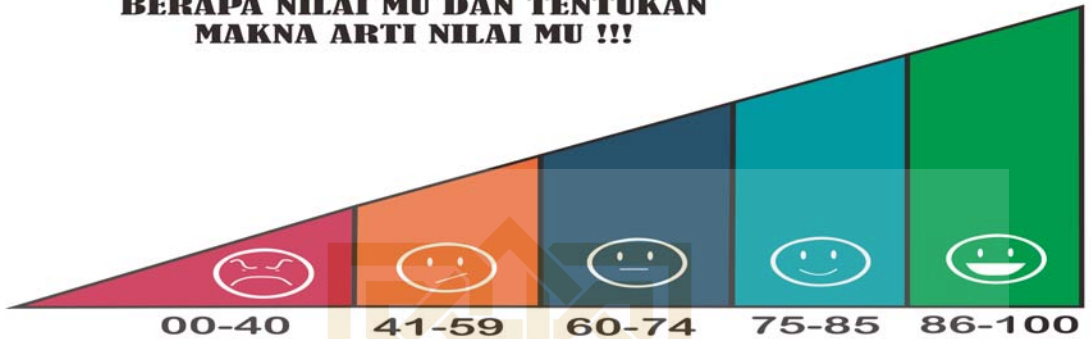 BERAPA NILAI MU DAN TENTUKAN
MAKNA ARTI NILAI MU !!!
00-40 41-59 60-74 75-85 86-100